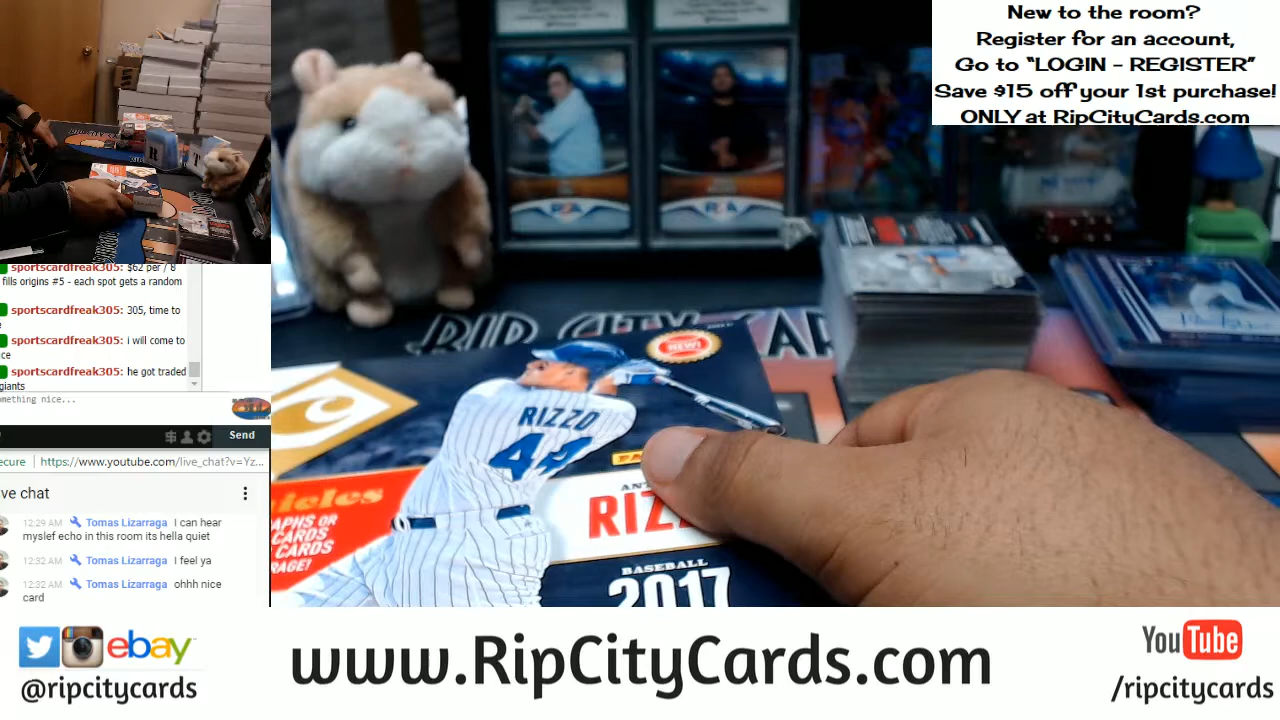 New to the room?
Register for an account,
Go to “LOGIN - REGISTER”
Save $15 off your 1st purchase!
ONLY at RipCityCards.com
sportscardfreak305: $62 per / 8
fills origins #5 - each spot gets a random
sportscardfreak305: 305, time to
sportscardfreak305: i will come to
sportscardfreak305: he got traded
giants
Send
https://www.youtube.com/live_chat?v=Yz...
chat
12:29 AM Tomas Lizarraga I can hear
myslef echo in this room its hella quiet
12:32 AM Tomas Lizarraga I feel ya
12:32 AM Tomas Lizarraga ohhh nice
card
RIP CITY CA
NEW!
RIZZO
44
RIZ
BASEBALL
2017
CARDS
CARDS
ebay
@ripcitycards
www.RipCityCards.com
YouTube
/ripcitycards